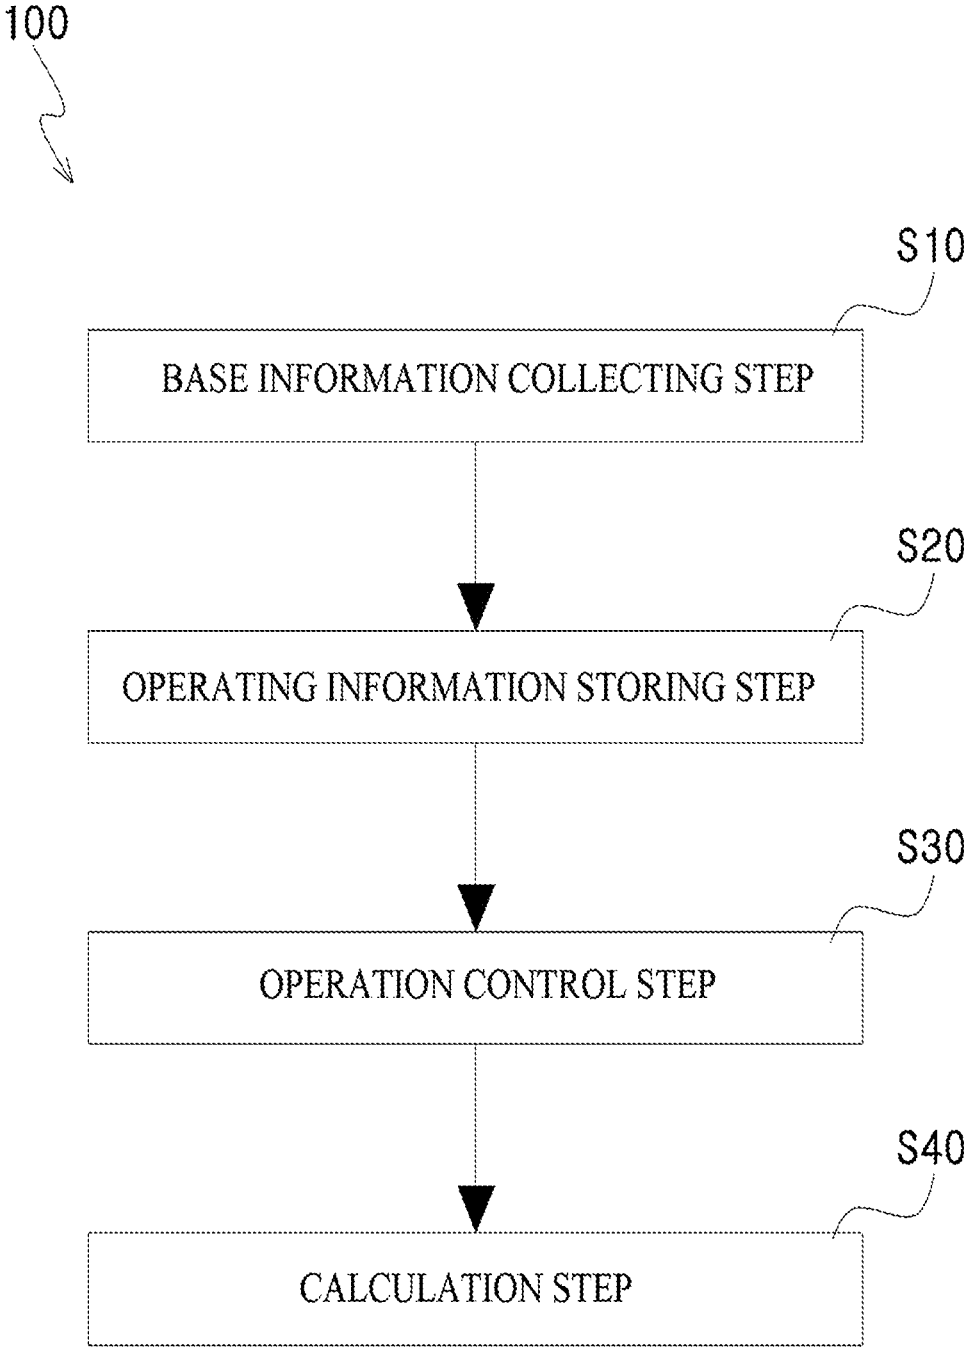 100
S10
BASE INFORMATION COLLECTING STEP
S20
OPERATING INFORMATION STORING STEP
S30
OPERATION CONTROL STEP
S40
CALCULATION STEP